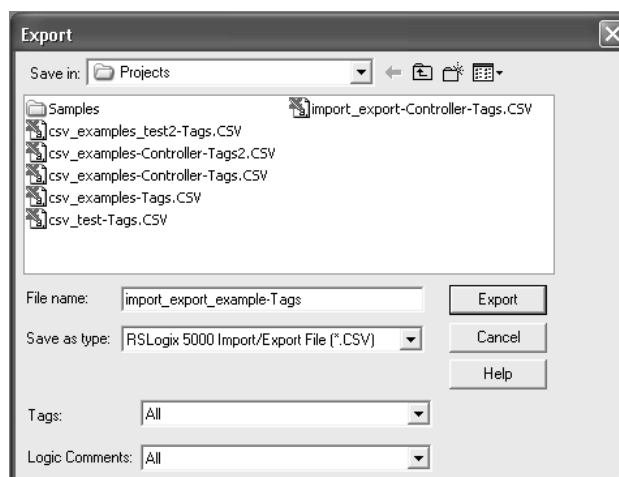 Export
Save in: Projects
Samples
csv_examples_test2-Tags.CSV
csv_examples-Controller-Tags2.CSV
csv_examples-Controller-Tags.CSV
csv_examples-Tags.CSV
csv_test-Tags.CSV
import_export-Controller-Tags.CSV
File name: import_export_example-Tags Export
Save as type: RSLogix 5000 Import/Export File (*.CSV) Cancel
Help
Tags: All
Logic Comments: All